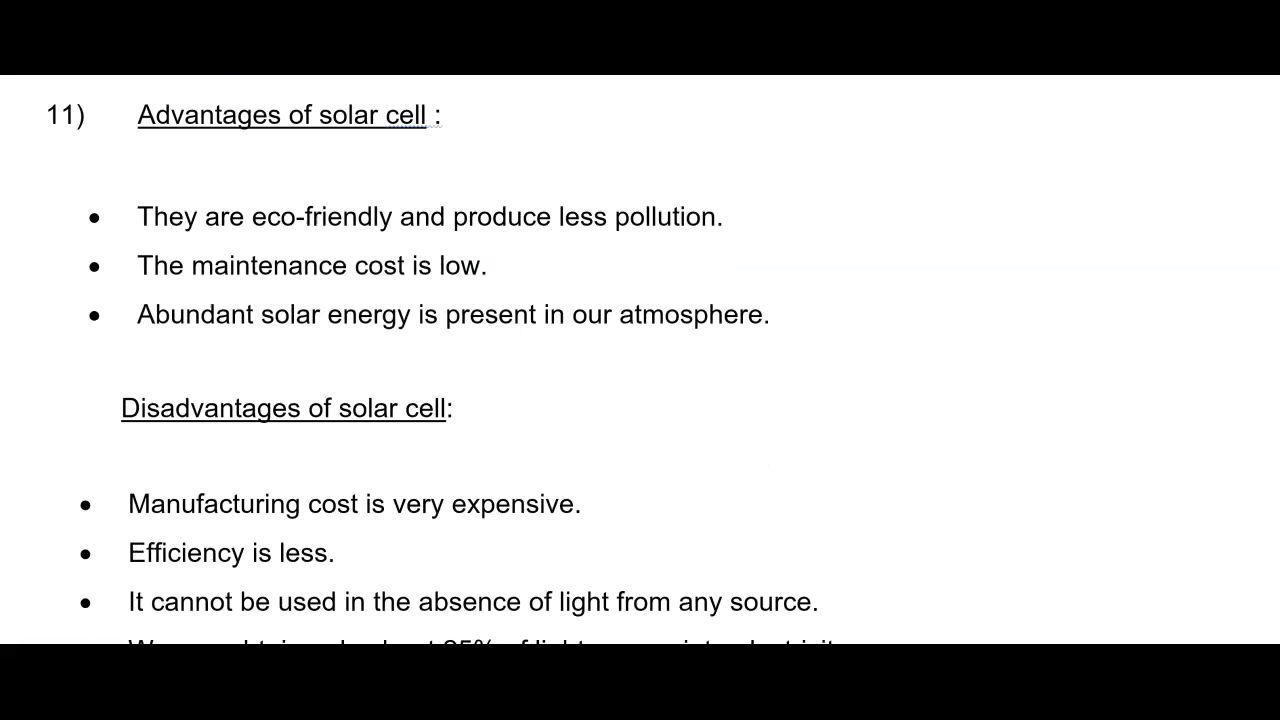 11) Advantages of solar cell :
• They are eco-friendly and produce less pollution.
• The maintenance cost is low.
• Abundant solar energy is present in our atmosphere.
Disadvantages of solar cell:
• Manufacturing cost is very expensive.
• Efficiency is less.
• It cannot be used in the absence of light from any source.